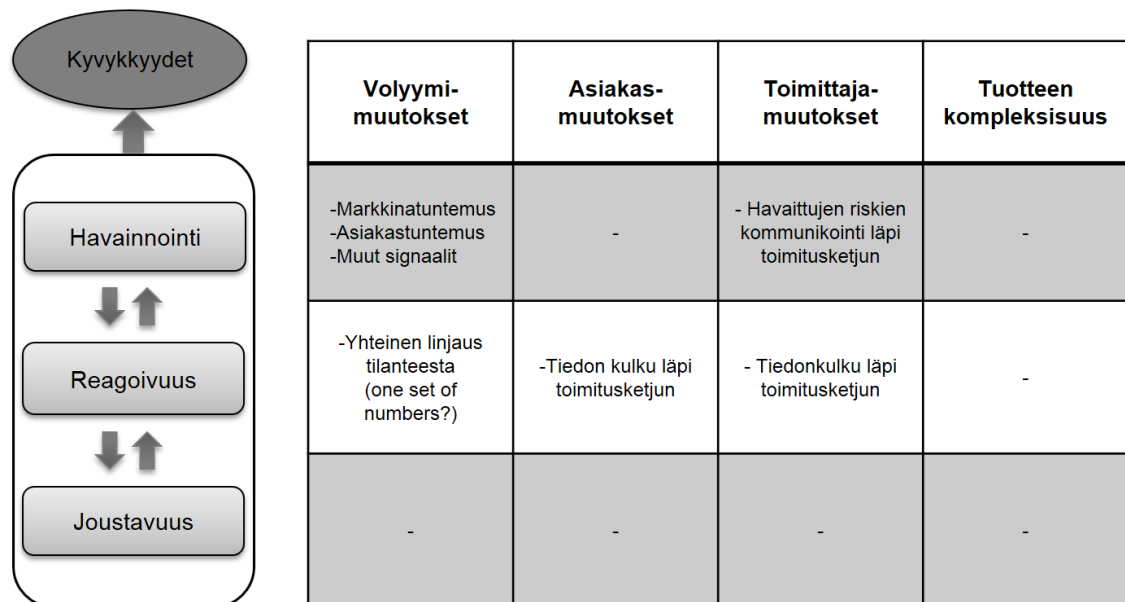 Kyvykkyydet
Havainnointi
Reagoivuus
Joustavuus
Volyymi-
muutokset
Asiakas-
muutokset
Toimittaja-
muutokset
Tuotteen
kompleksisuus
-Markkinatuntemus
-Asiakastuntemus
-Muut signaalit
-
- Havaittujen riskien
kommunikointi läpi
toimitusketjun
-
-Yhteinen linjaus
tilanteesta
(one set of
numbers?)
-Tiedon kulku läpi
toimitusketjun
- Tiedonkulku läpi
toimitusketjun
-
-
-
-
-